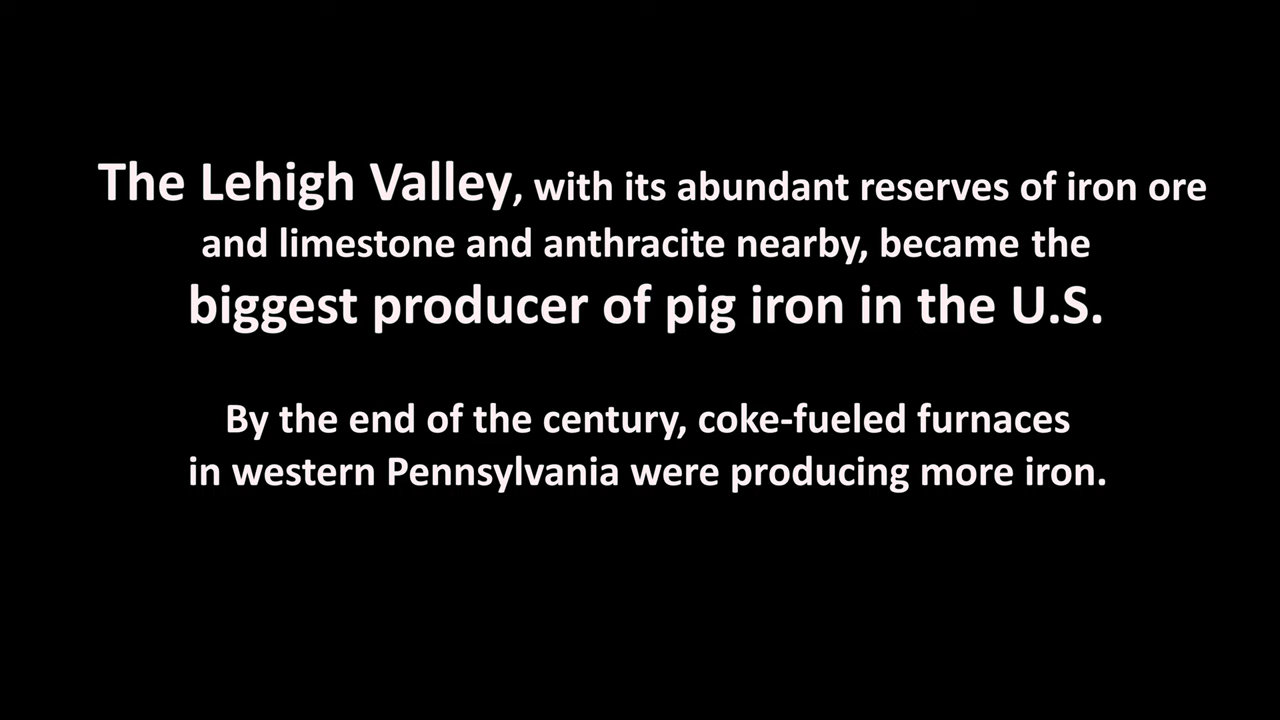 The Lehigh Valley, with its abundant reserves of iron ore
and limestone and anthracite nearby, became the
biggest producer of pig iron in the U.S.
By the end of the century, coke-fueled furnaces
in western Pennsylvania were producing more iron.